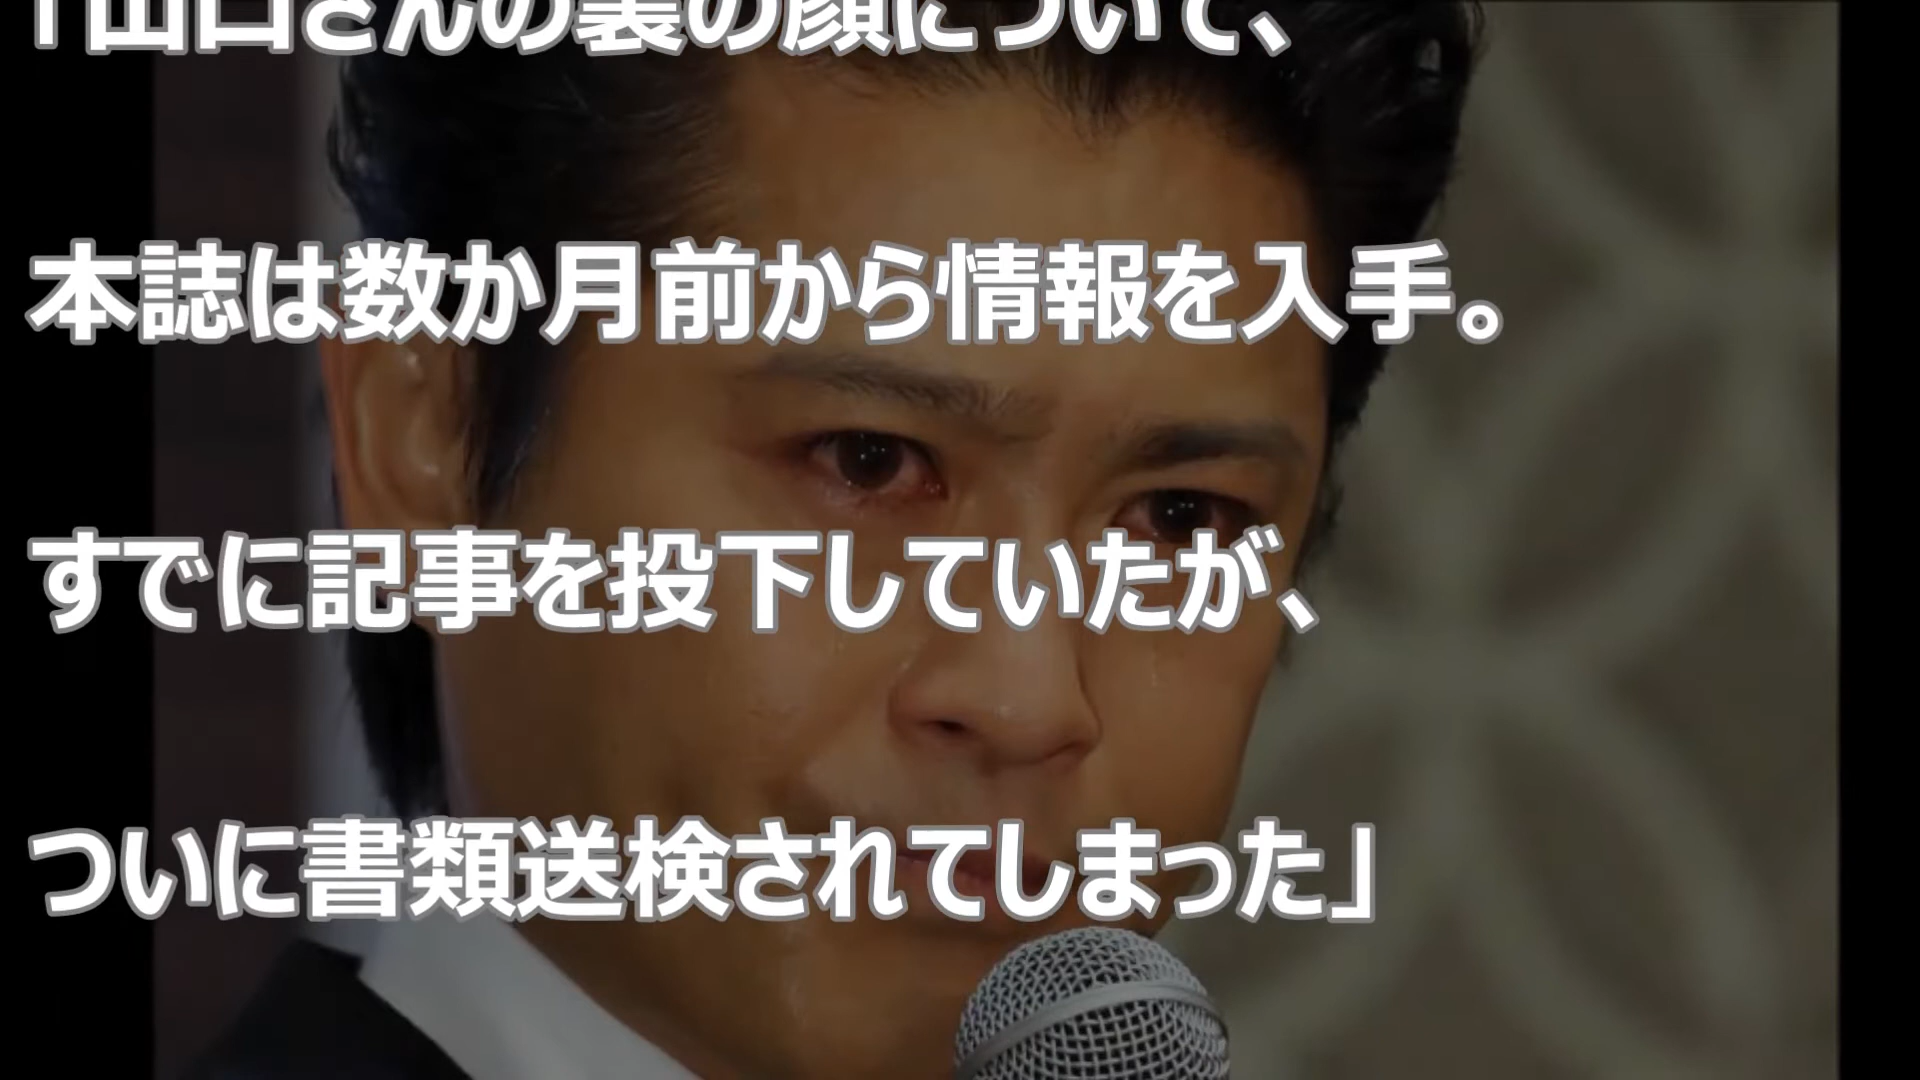 「山口さんの裏の顔について、
本誌は数か月前から情報を入手。
すでに記事を投下していたが、
ついに書類送検されてしまった」